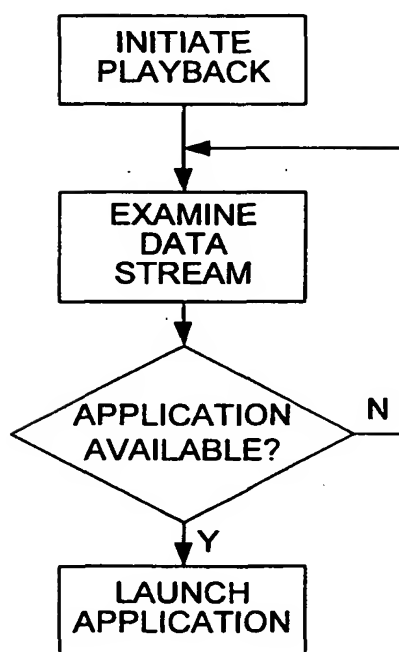 INITIATE
PLAYBACK
EXAMINE
DATA
STREAM
APPLICATION
AVAILABLE?
N
Y
LAUNCH
APPLICATION